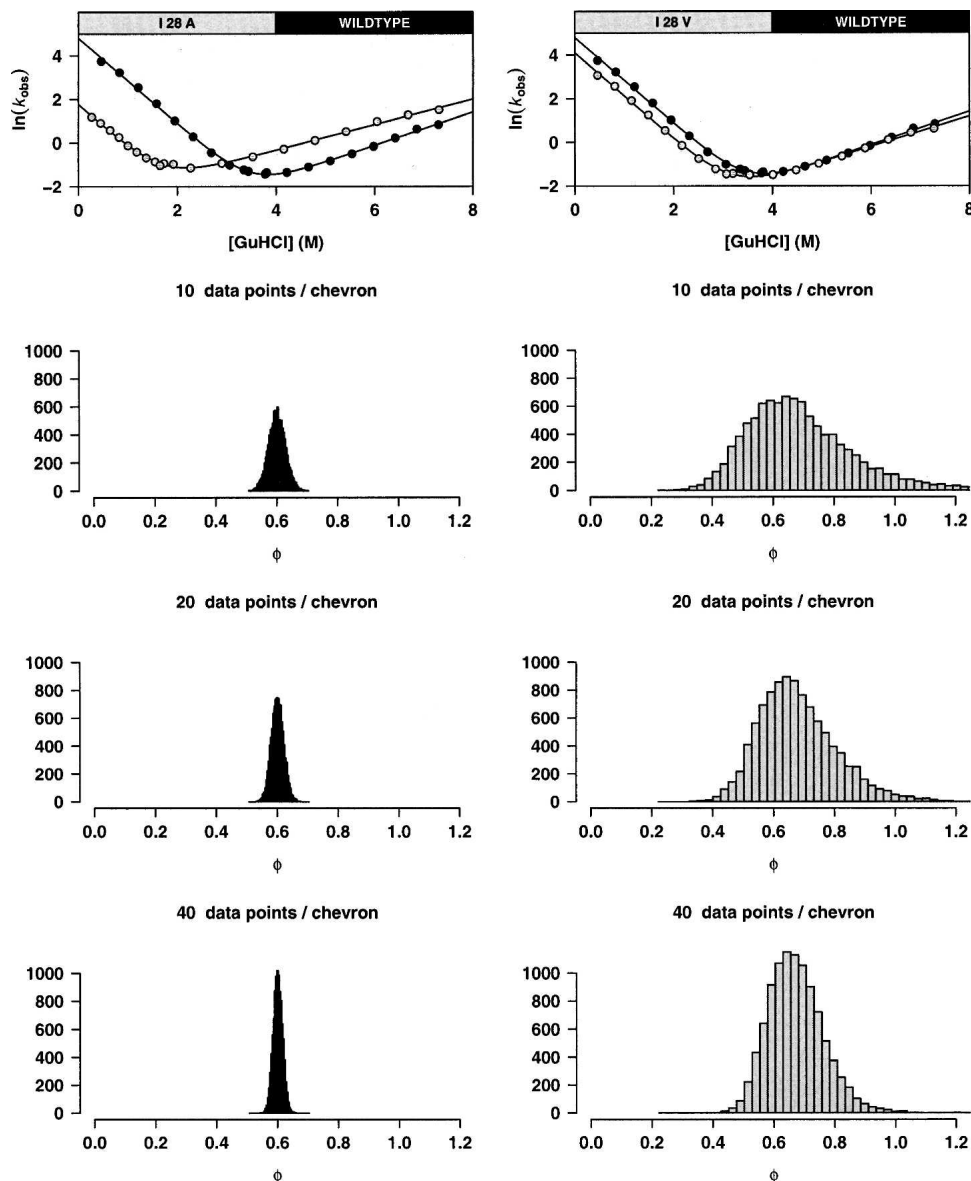 I 28 A WILDTYPE
I 28 V WILDTYPE
ln(kobs)
4
2
0
−2
0 2 4 6 8
[GuHCl] (M)
ln(kobs)
4
2
0
−2
0 2 4 6 8
[GuHCl] (M)
10 data points / chevron
1000
800
600
400
200
0
0.0 0.2 0.4 0.6 0.8 1.0 1.2
ϕ
10 data points / chevron
1000
800
600
400
200
0
0.0 0.2 0.4 0.6 0.8 1.0 1.2
ϕ
20 data points / chevron
1000
800
600
400
200
0
0.0 0.2 0.4 0.6 0.8 1.0 1.2
ϕ
20 data points / chevron
1000
800
600
400
200
0
0.0 0.2 0.4 0.6 0.8 1.0 1.2
ϕ
40 data points / chevron
1000
800
600
400
200
0
0.0 0.2 0.4 0.6 0.8 1.0 1.2
ϕ
40 data points / chevron
1000
800
600
400
200
0
0.0 0.2 0.4 0.6 0.8 1.0 1.2
ϕ